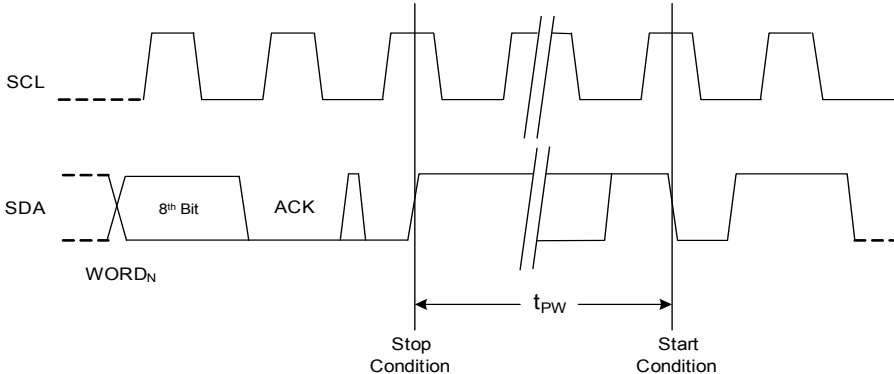 SCL
SDA
8th Bit
ACK
WORDN
tPW
Stop
Condition
Start
Condition